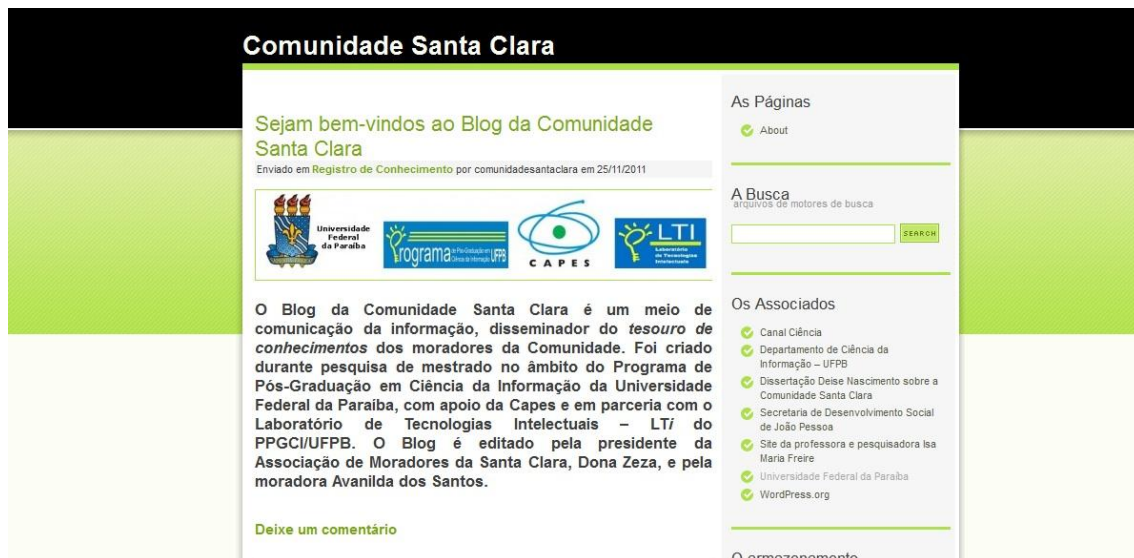 Comunidade Santa Clara
Sejam bem-vindos ao Blog da Comunidade
Santa Clara
Enviado em Registro de Conhecimento por comunidadesantaclara em 25/11/2011
Universidade
Federal
da Paraíba
Programa
UFPB
CAPES
LTI
Laboratório
de Tecnologias
Intelectuais
O Blog da Comunidade Santa Clara é um meio de
comunicação da informação, disseminador do tesouro de
conhecimentos dos moradores da Comunidade. Foi criado
durante pesquisa de mestrado no âmbito do Programa de
Pós-Graduação em Ciência da Informação da Universidade
Federal da Paraíba, com apoio da Capes e em parceria com o
Laboratório de Tecnologias Intelectuais – LTi do
PPGCI/UFPB. O Blog é editado pela presidente da
Associação de Moradores da Santa Clara, Dona Zeza, e pela
moradora Avanilda dos Santos.
Deixe um comentário
As Páginas
About
A Busca
arquivos de motores de busca
SEARCH
Os Associados
Canal Ciência
Departamento de Ciência da
Informação – UFPB
Dissertação Deise Nascimento sobre a
Comunidade Santa Clara
Secretaria de Desenvolvimento Social
de João Pessoa
Site da professora e pesquisadora Isa
Maria Freire
Universidade Federal da Paraíba
WordPress.org